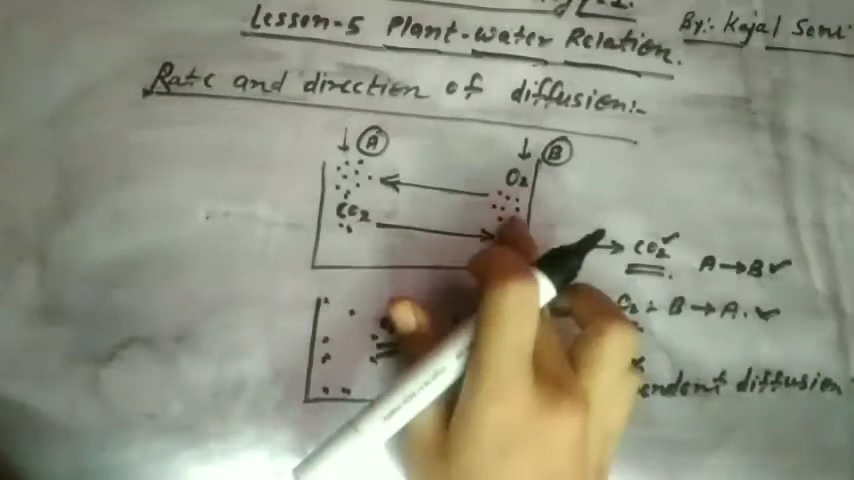 Lesson-5 Plant-water Relation.
By:- Kajal Soni
Rate and direction of diffusion:-
A
B
O2
CO2
CO2
A→B
O2: B→A.
diffusion